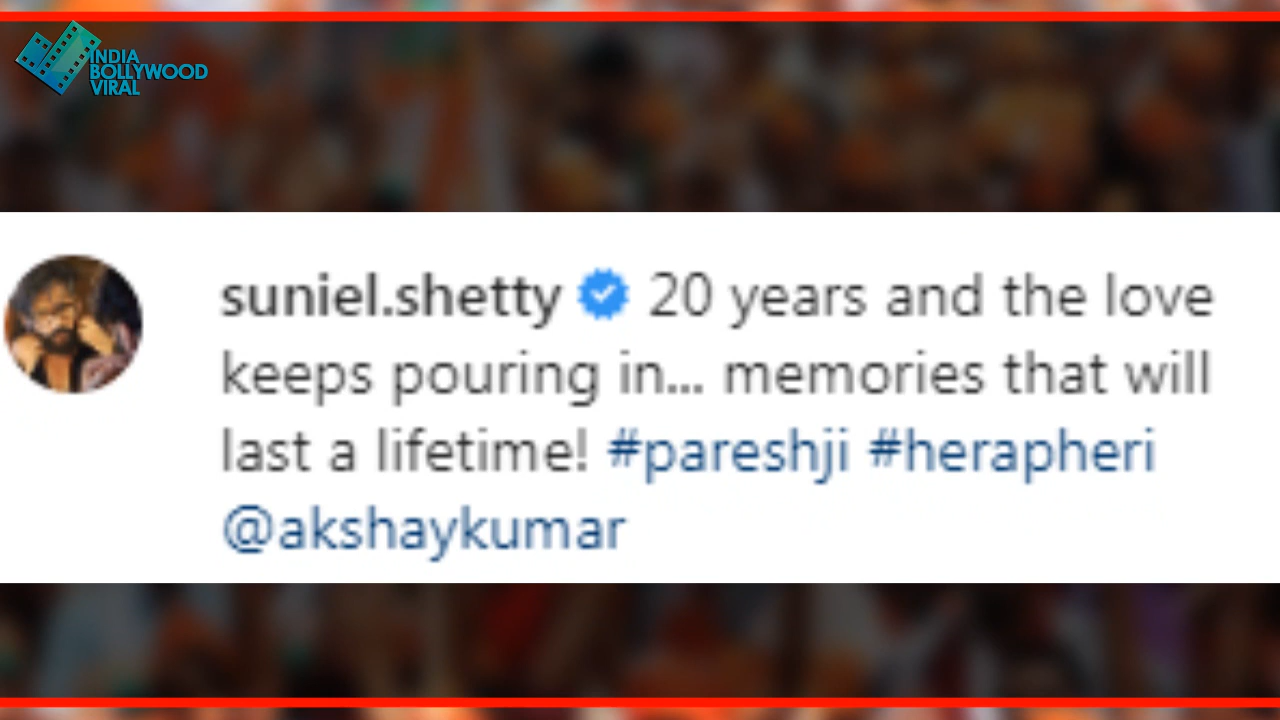 INDIA
BOLLYWOOD
VIRAL
suniel.shetty 20 years and the love
keeps pouring in... memories that will
last a lifetime! #pareshji #herapheri
@akshaykumar